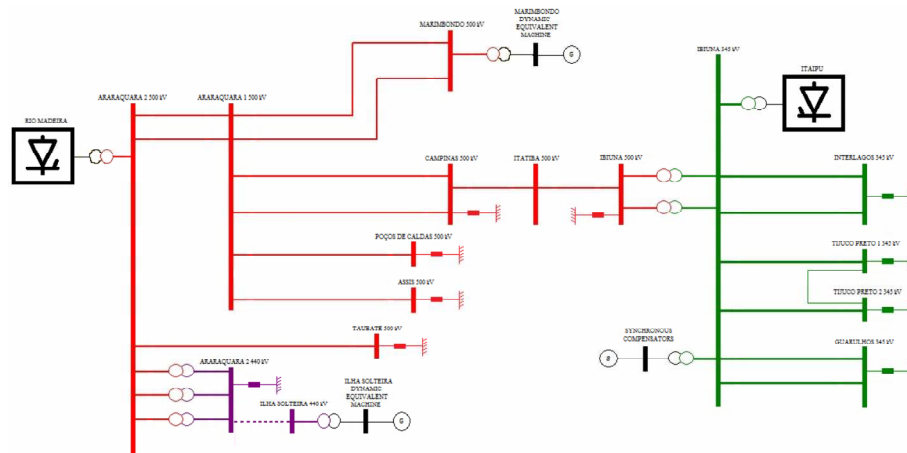 MARIMBONDO
DYNAMIC
EQUIVALENT
MACHINE
MARIMBONDO 500 kV
G
IBIUNA 345 kV
ITAIPU
ARARAQUARA 2 500 kV
ARARAQUARA 1 500 kV
RIO MADEIRA
CAMPINAS 500 kV
ITATIBA 500 kV
IBIUNA 500 kV
INTERLAGOS 345 kV
POÇOS DE CALDAS 500 kV
TIJUCO PRETO 1 345 kV
ASSIS 500 kV
TIJUCO PRETO 2 345 kV
TAUBATÉ 500 kV
SYNCHRONOUS
COMPENSATORS
S
GUARULHOS 345 kV
ARARAQUARA 2 440 kV
ILHA SOLTEIRA
DYNAMIC
EQUIVALENT
MACHINE
ILHA SOLTEIRA 440 kV
G